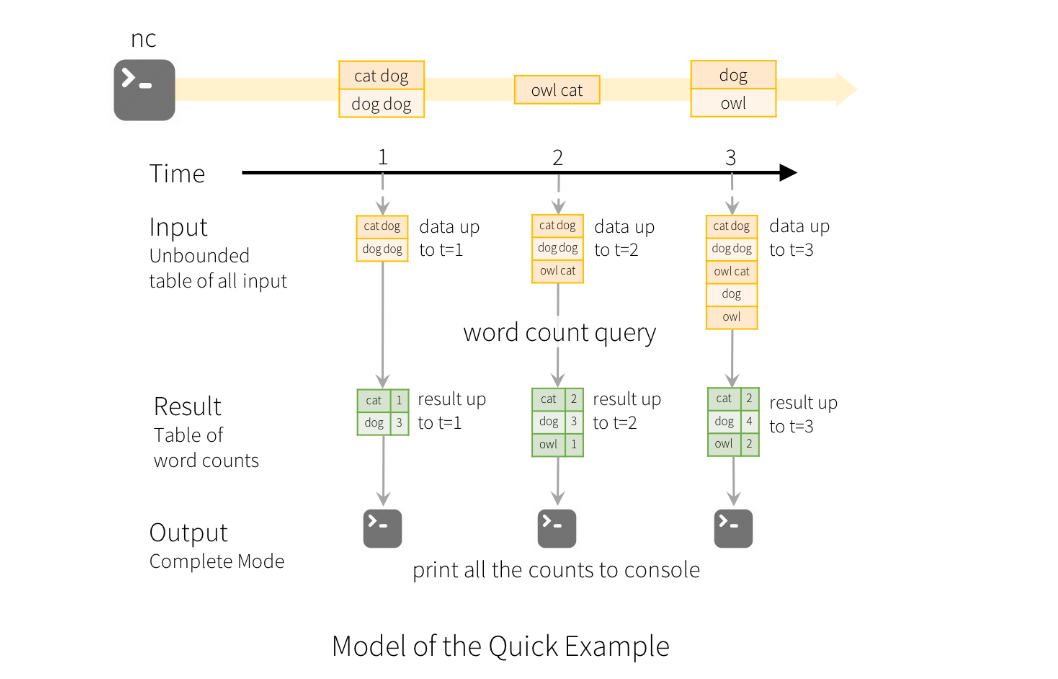 nc
cat dog
dog dog
owl cat
dog
owl
Time
1
2
3
Input
Unbounded
table of all input
cat dog
dog dog
data up
to t=1
cat dog
dog dog
owl cat
data up
to t=2
cat dog
dog dog
owl cat
dog
owl
data up
to t=3
word count query
Result
Table of
word counts
cat 1
dog 3
result up
to t=1
cat 2
dog 3
owl 1
result up
to t=2
cat 2
dog 4
owl 2
result up
to t=3
Output
Complete Mode
print all the counts to console
Model of the Quick Example